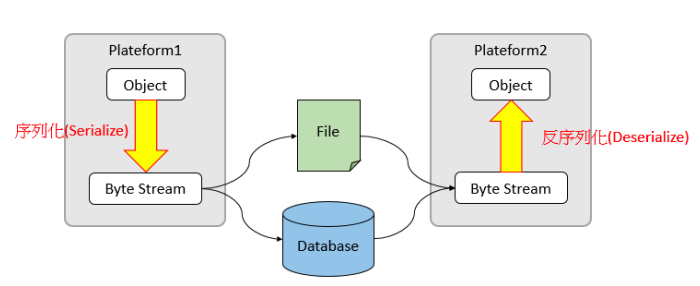 Plateform1
Object
序列化(Serialize)
Byte Stream
File
Database
Plateform2
Object
反序列化(Deserialize)
Byte Stream